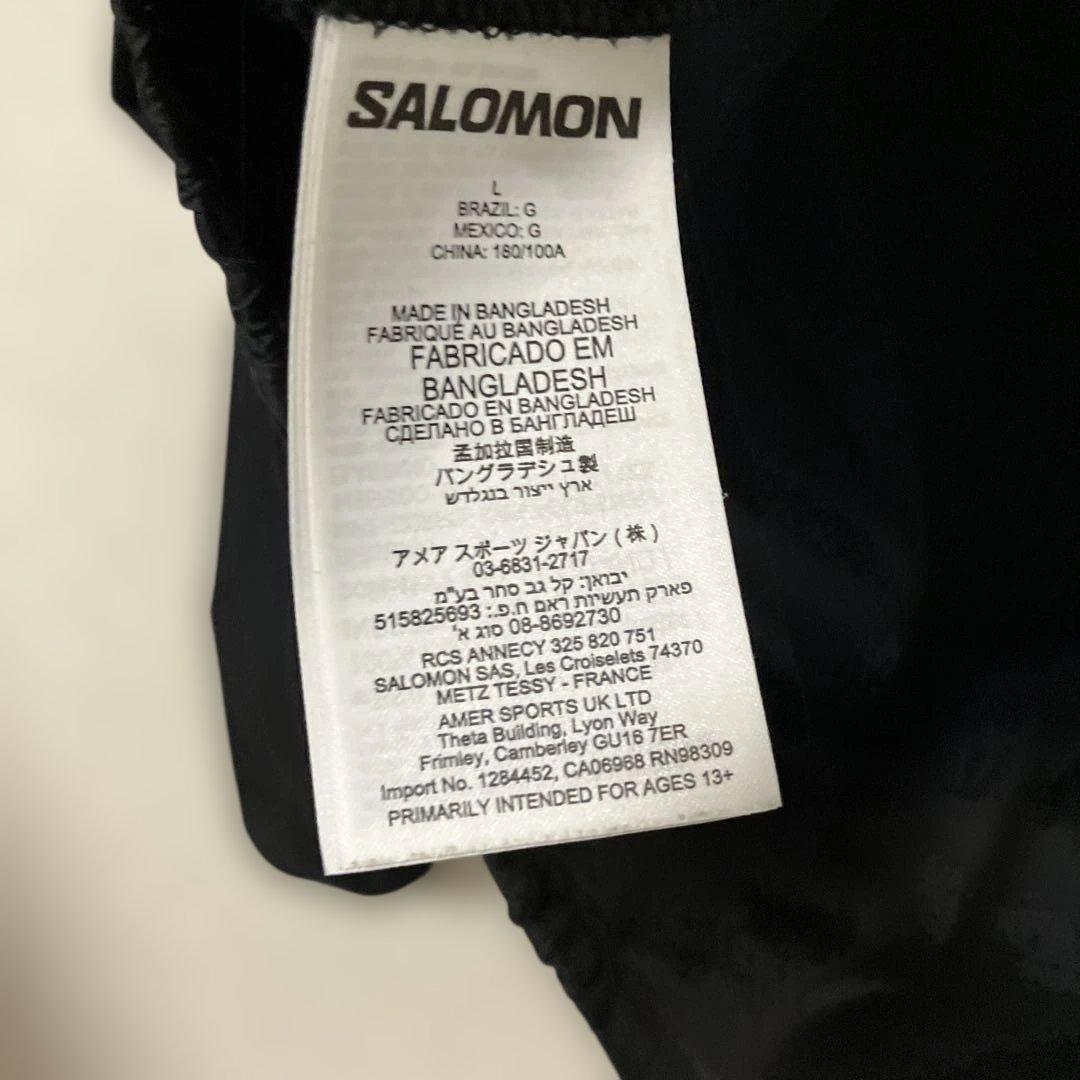 SALOMON
L
BRAZIL: G
MEXICO: G
CHINA: 180/100A
MADE IN BANGLADESH
FABRIQUÉ AU BANGLADESH
FABRICADO EM
BANGLADESH
FABRICADO EN BANGLADESH
СДЕЛАНО В БАНГЛАДЕШ
孟加拉国制造
バングラデシュ製
ארץ ייצור בנגלדש
アメア スポーツ ジャパン ( 株 )
03-6831-2717
יבואן: קל גב סחר בע"מ
פארק תעשיות ראם ח.פ.: 515825693
08-8692730 סוג א'
RCS ANNECY 325 820 751
SALOMON SAS, Les Croiselets 74370
METZ TESSY - FRANCE
AMER SPORTS UK LTD
Theta Building, Lyon Way
Frimley, Camberley GU16 7ER
Import No. 1284452, CA06968 RN98309
PRIMARILY INTENDED FOR AGES 13+